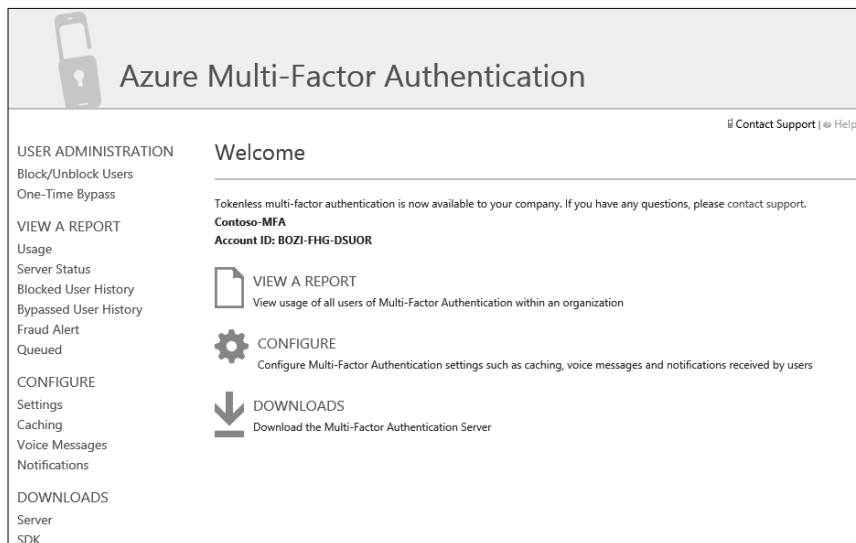 Azure Multi-Factor Authentication
Contact Support | Help
USER ADMINISTRATION
Block/Unblock Users
One-Time Bypass
VIEW A REPORT
Usage
Server Status
Blocked User History
Bypassed User History
Fraud Alert
Queued
CONFIGURE
Settings
Caching
Voice Messages
Notifications
DOWNLOADS
Server
SDK
Welcome
Tokenless multi-factor authentication is now available to your company. If you have any questions, please contact support.
Contoso-MFA
Account ID: BOZI-FHG-DSUOR
VIEW A REPORT
View usage of all users of Multi-Factor Authentication within an organization
CONFIGURE
Configure Multi-Factor Authentication settings such as caching, voice messages and notifications received by users
DOWNLOADS
Download the Multi-Factor Authentication Server